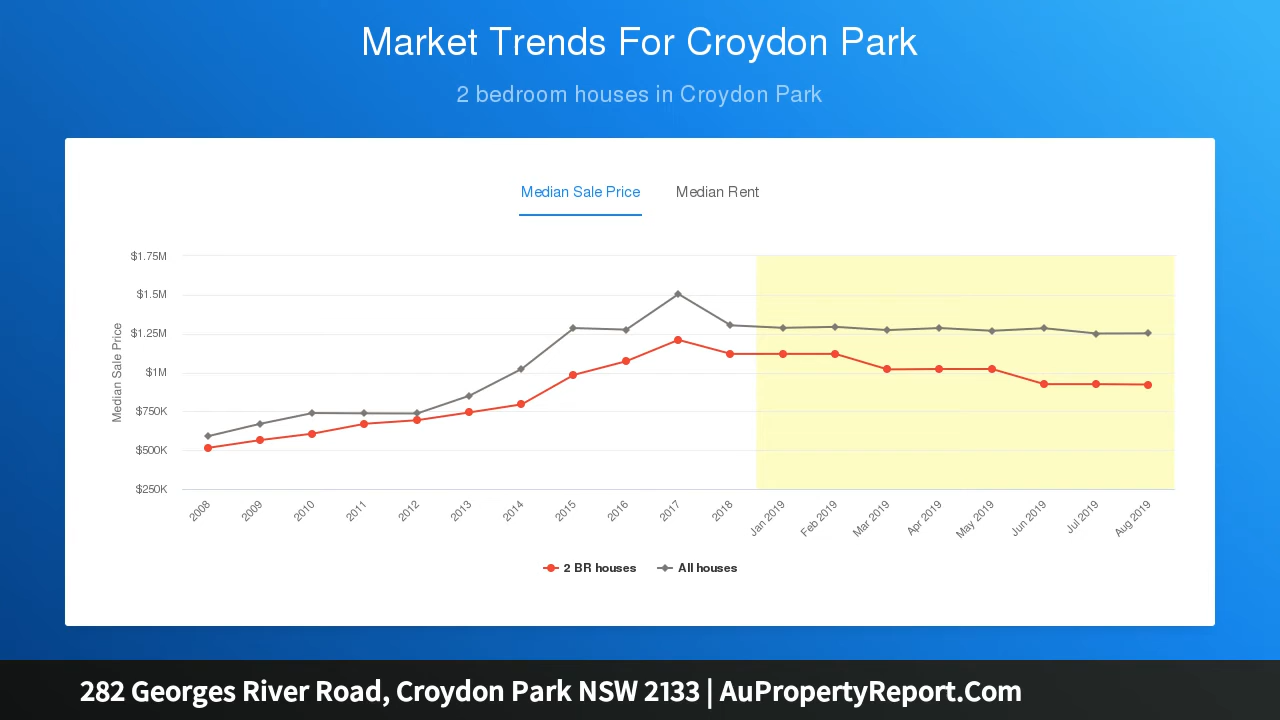 Market Trends For Croydon Park
2 bedroom houses in Croydon Park
Median Sale Price Median Rent
Median Sale Price
$1.75M
$1.5M
$1.25M
$1M
$750K
$500K
$250K
2008 2009 2010 2011 2012 2013 2014 2015 2016 2017 2018 Jan 2019 Feb 2019 Mar 2019 Apr 2019 May 2019 Jun 2019 Jul 2019 Aug 2019
2 BR houses All houses
282 Georges River Road, Croydon Park NSW 2133 | AuPropertyReport.Com